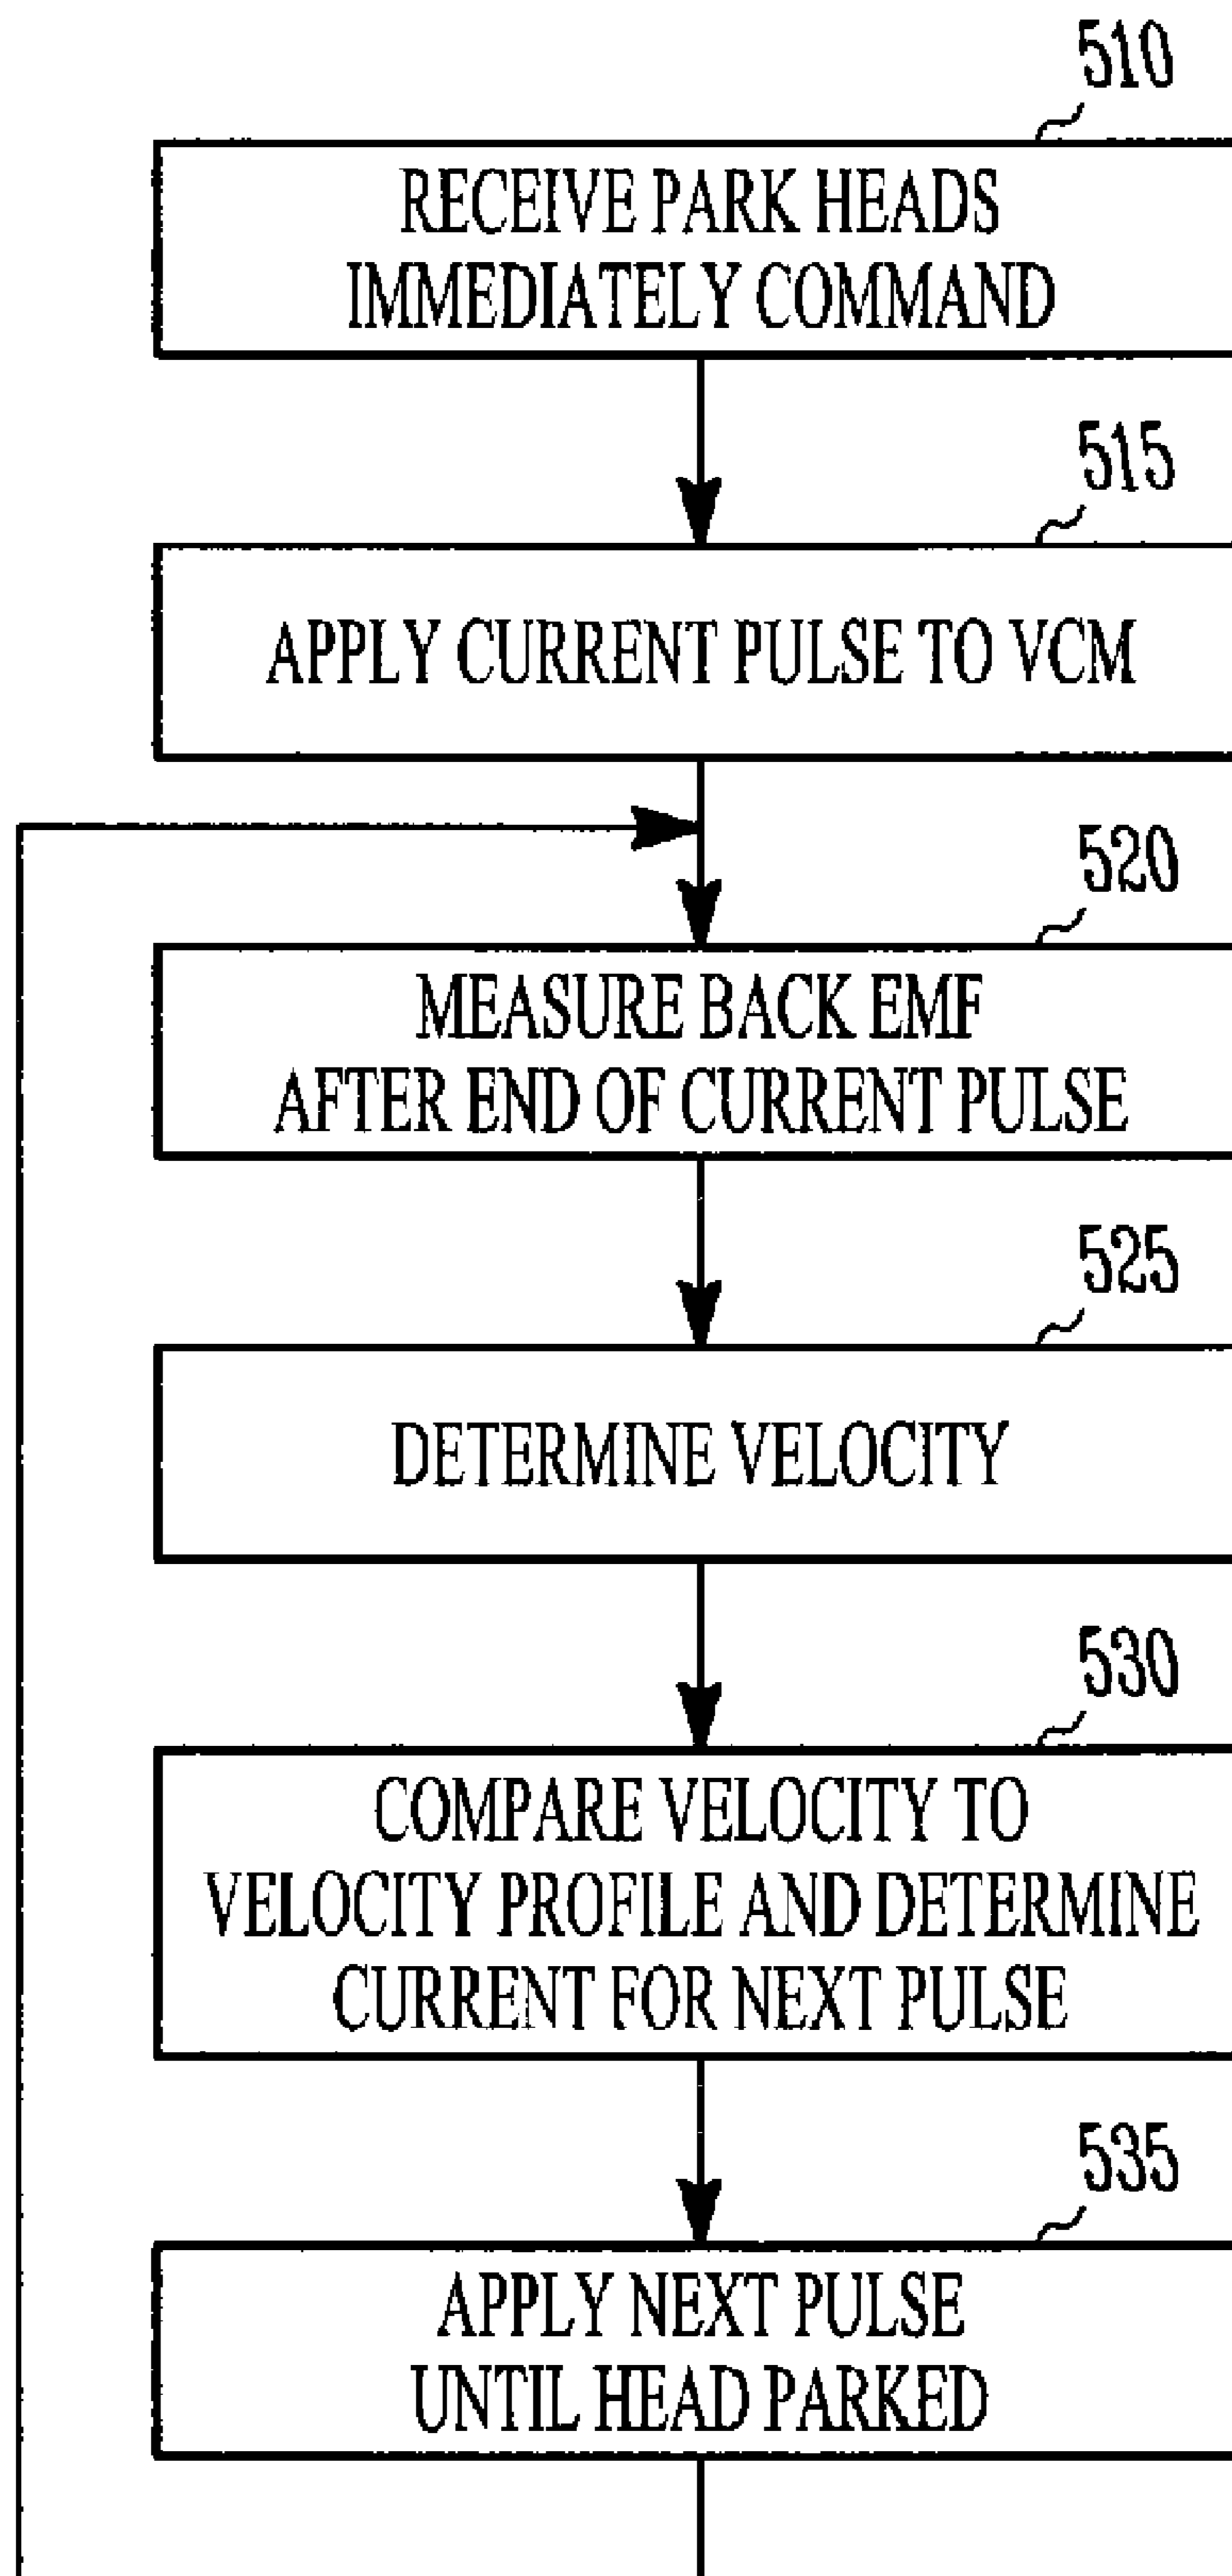 510
RECEIVE PARK HEADS
IMMEDIATELY COMMAND
515
APPLY CURRENT PULSE TO VCM
520
MEASURE BACK EMF
AFTER END OF CURRENT PULSE
525
DETERMINE VELOCITY
530
COMPARE VELOCITY TO
VELOCITY PROFILE AND DETERMINE
CURRENT FOR NEXT PULSE
535
APPLY NEXT PULSE
UNTIL HEAD PARKED